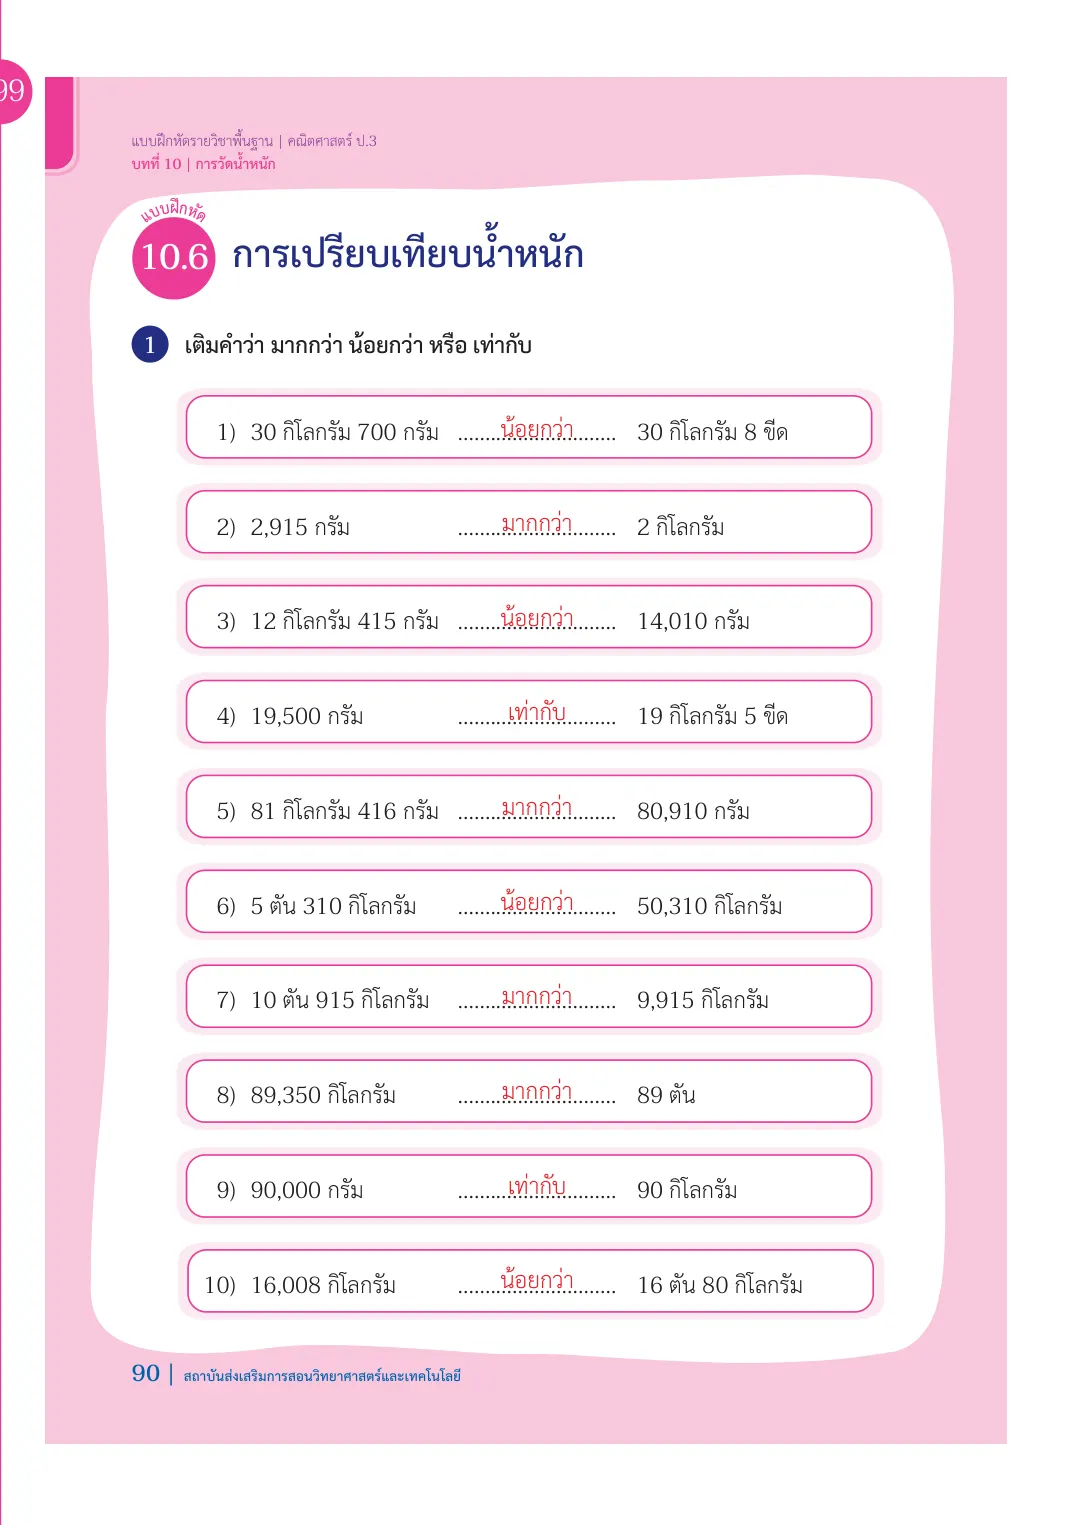 99
แบบฝึกหัดรายวิชาพื้นฐาน | คณิตศาสตร์ ป.3
บทที่ 10 | การวัดน้ำหนัก
แบบฝึกหัด
10.6 การเปรียบเทียบน้ำหนัก
1 เติมคำว่า มากกว่า น้อยกว่า หรือ เท่ากับ
1) 30 กิโลกรัม 700 กรัม น้อยกว่า 30 กิโลกรัม 8 ขีด
2) 2,915 กรัม มากกว่า 2 กิโลกรัม
3) 12 กิโลกรัม 415 กรัม น้อยกว่า 14,010 กรัม
4) 19,500 กรัม เท่ากับ 19 กิโลกรัม 5 ขีด
5) 81 กิโลกรัม 416 กรัม มากกว่า 80,910 กรัม
6) 5 ตัน 310 กิโลกรัม น้อยกว่า 50,310 กิโลกรัม
7) 10 ตัน 915 กิโลกรัม มากกว่า 9,915 กิโลกรัม
8) 89,350 กิโลกรัม มากกว่า 89 ตัน
9) 90,000 กรัม เท่ากับ 90 กิโลกรัม
10) 16,008 กิโลกรัม น้อยกว่า 16 ตัน 80 กิโลกรัม
90 | สถาบันส่งเสริมการสอนวิทยาศาสตร์และเทคโนโลยี